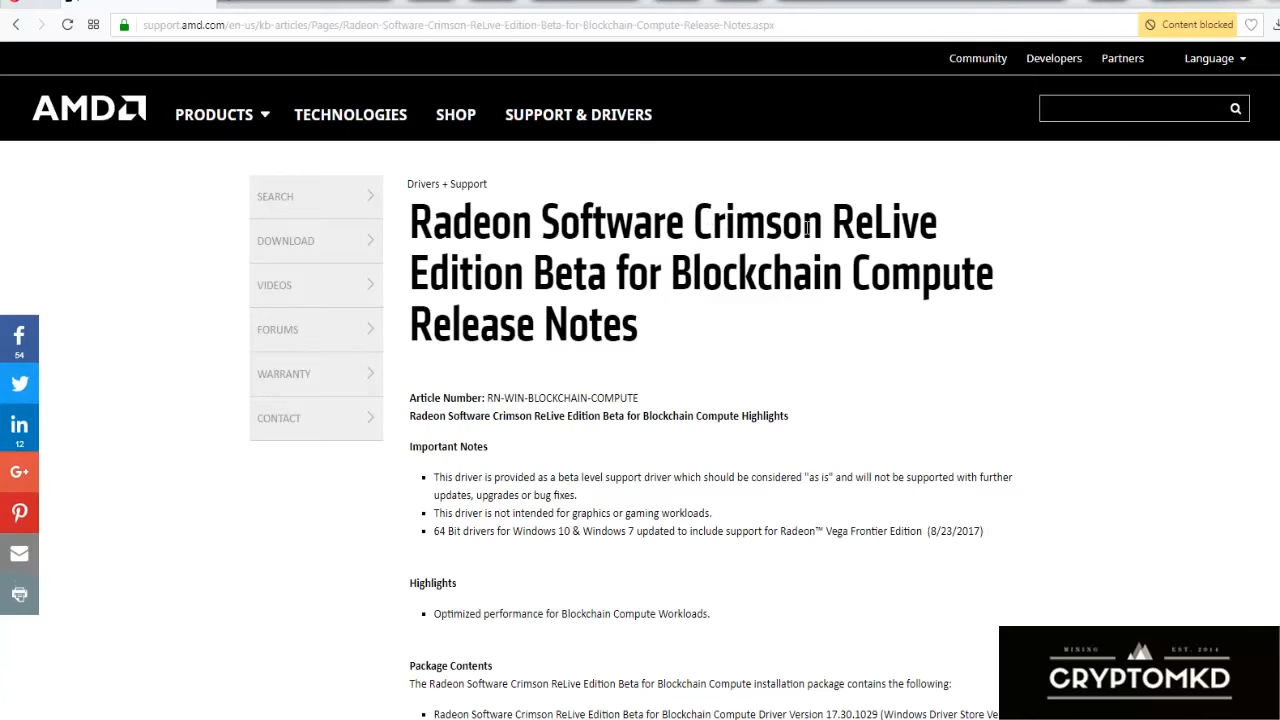 support.amd.com/en-us/kb-articles/Pages/Radeon-Software-Crimson-ReLive-Edition-Beta-for-Blockchain-Compute-Release-Notes.aspx
Content blocked
Community Developers Partners Language
AMD PRODUCTS TECHNOLOGIES SHOP SUPPORT & DRIVERS
SEARCH
DOWNLOAD
VIDEOS
FORUMS
WARRANTY
CONTACT
Drivers + Support
Radeon Software Crimson ReLive
Edition Beta for Blockchain Compute
Release Notes
54
in
12
G+
Article Number: RN-WIN-BLOCKCHAIN-COMPUTE
Radeon Software Crimson ReLive Edition Beta for Blockchain Compute Highlights
Important Notes
This driver is provided as a beta level support driver which should be considered "as is" and will not be supported with further
updates, upgrades or bug fixes.
This driver is not intended for graphics or gaming workloads.
64 Bit drivers for Windows 10 & Windows 7 updated to include support for Radeon™ Vega Frontier Edition (8/23/2017)
Highlights
Optimized performance for Blockchain Compute Workloads.
Package Contents
The Radeon Software Crimson ReLive Edition Beta for Blockchain Compute installation package contains the following:
Radeon Software Crimson ReLive Edition Beta for Blockchain Compute Driver Version 17.30.1029 (Windows Driver Store Ve
MINING EST. 2014
CRYPTOMKD